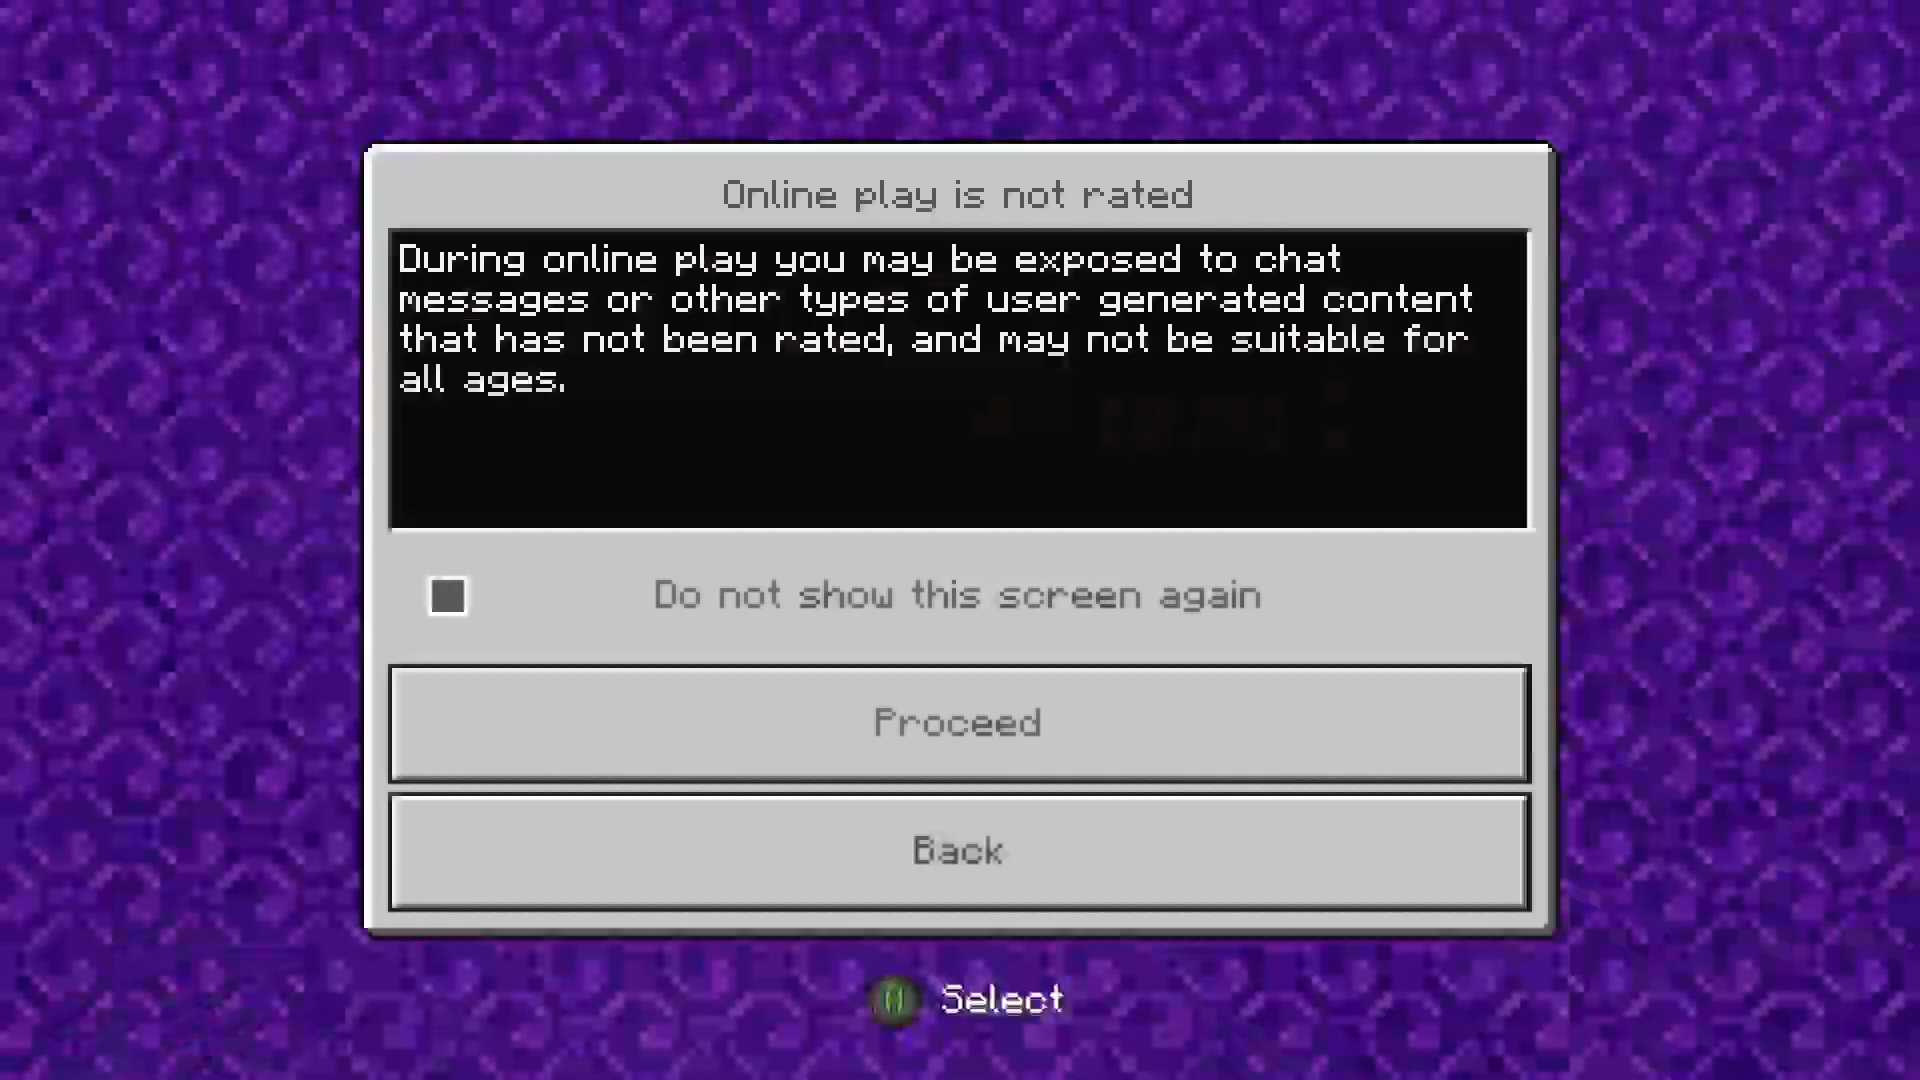 Online play is not rated
During online play you may be exposed to chat
messages or other types of user generated content
that has not been rated, and may not be suitable for
all ages.
Do not show this screen again
Proceed
Back
A Select